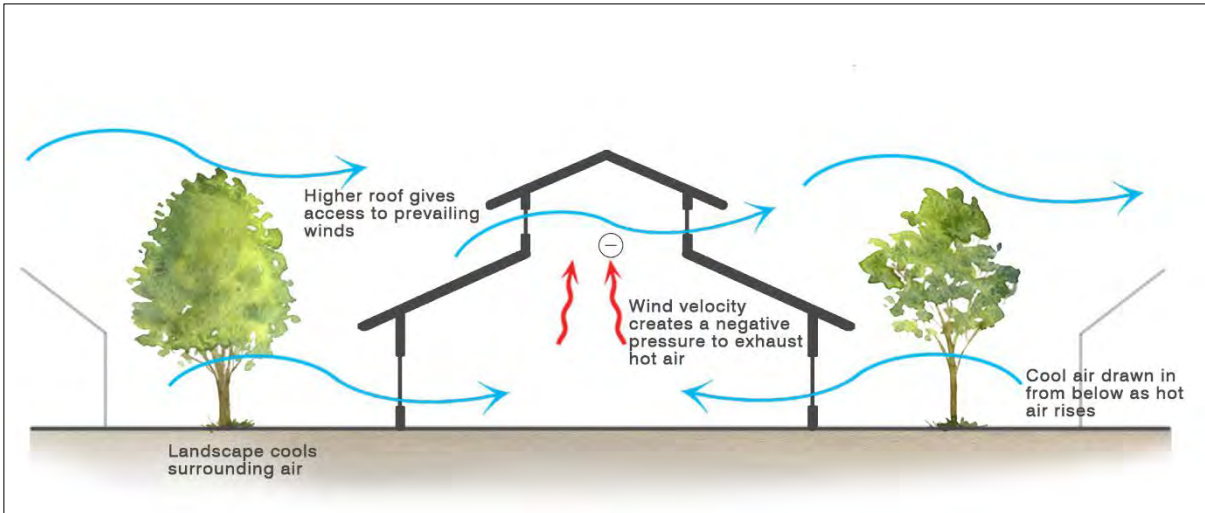 Higher roof gives
access to prevailing
winds
Wind velocity
creates a negative
pressure to exhaust
hot air
Cool air drawn in
from below as hot
air rises
Landscape cools
surrounding air